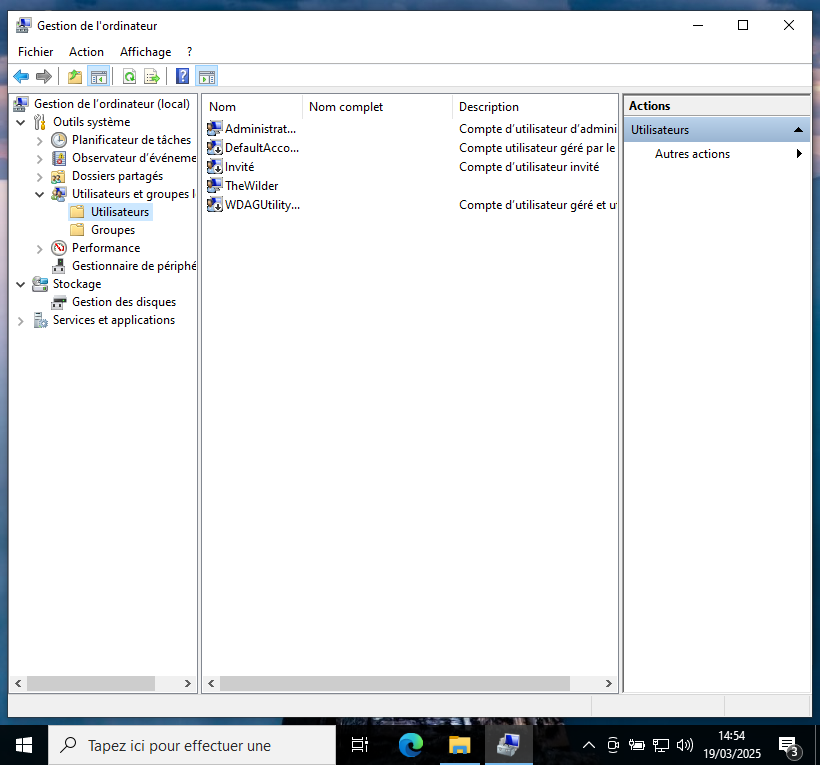 Gestion de l'ordinateur
Fichier Action Affichage ?
Gestion de l'ordinateur (local)
Outils système
Planificateur de tâches
Observateur d'événeme
Dossiers partagés
Utilisateurs et groupes l
Utilisateurs
Groupes
Performance
Gestionnaire de périphé
Stockage
Gestion des disques
Services et applications
Nom Nom complet Description
Administrat... Compte d'utilisateur d'admini
DefaultAcco... Compte utilisateur géré par le
Invité Compte d'utilisateur invité
TheWilder
WDAGUtility... Compte d'utilisateur géré et ut
Actions
Utilisateurs
Autres actions
Tapez ici pour effectuer une
14:54
19/03/2025
3